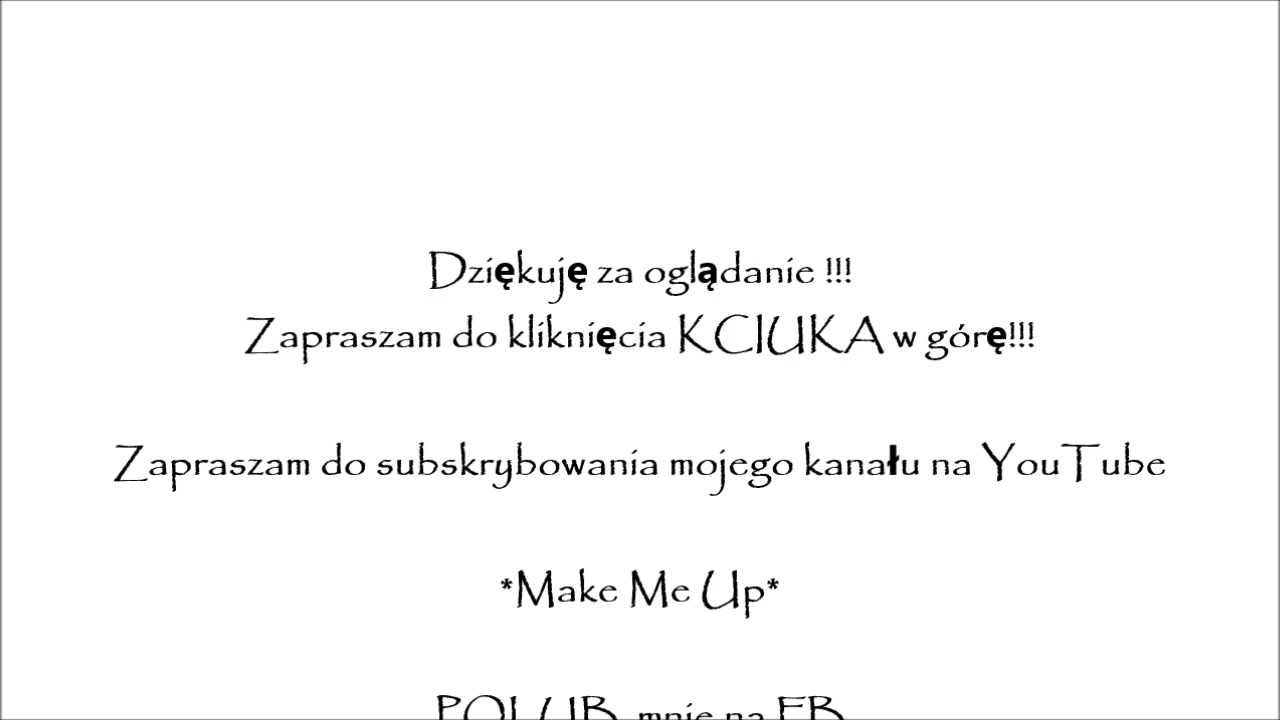 Dziękuję za oglądanie !!!
Zapraszam do kliknięcia KCIUKA w górę!!!
Zapraszam do subskrybowania mojego kanału na YouTube
*Make Me Up*
POLUB mnie na FB